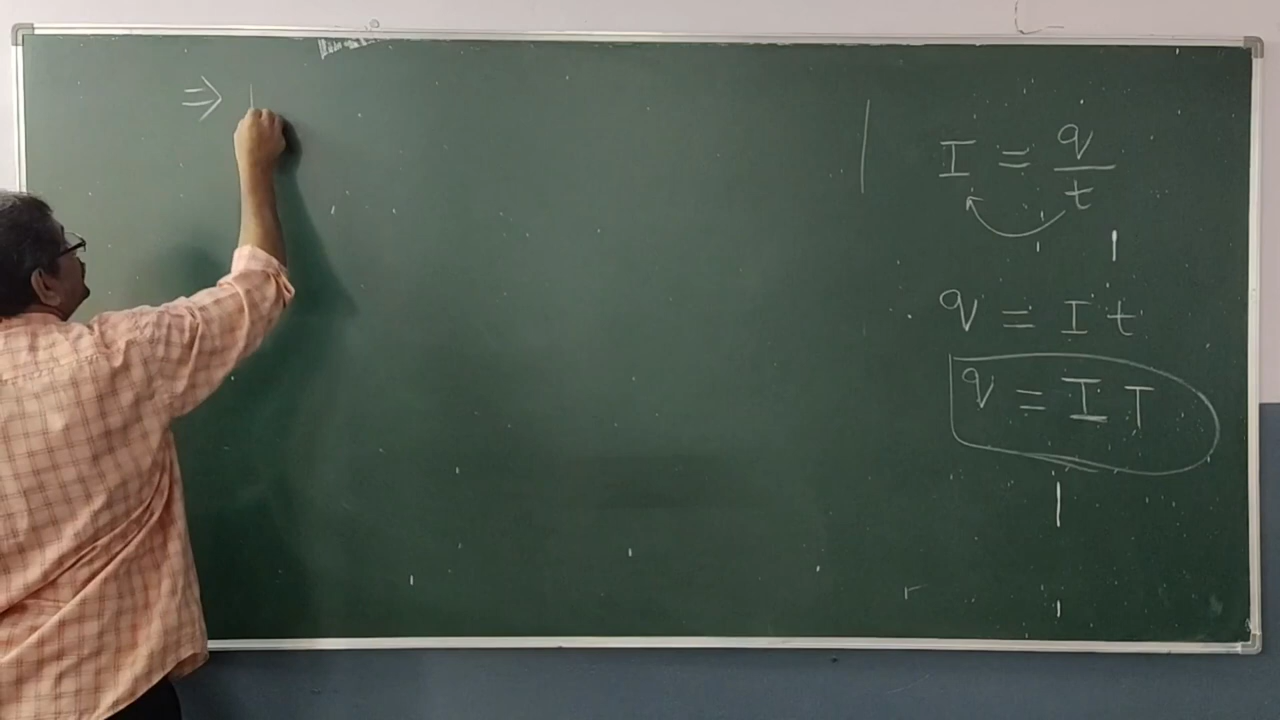 ⇒
I = q/t
q = I t
q = I T